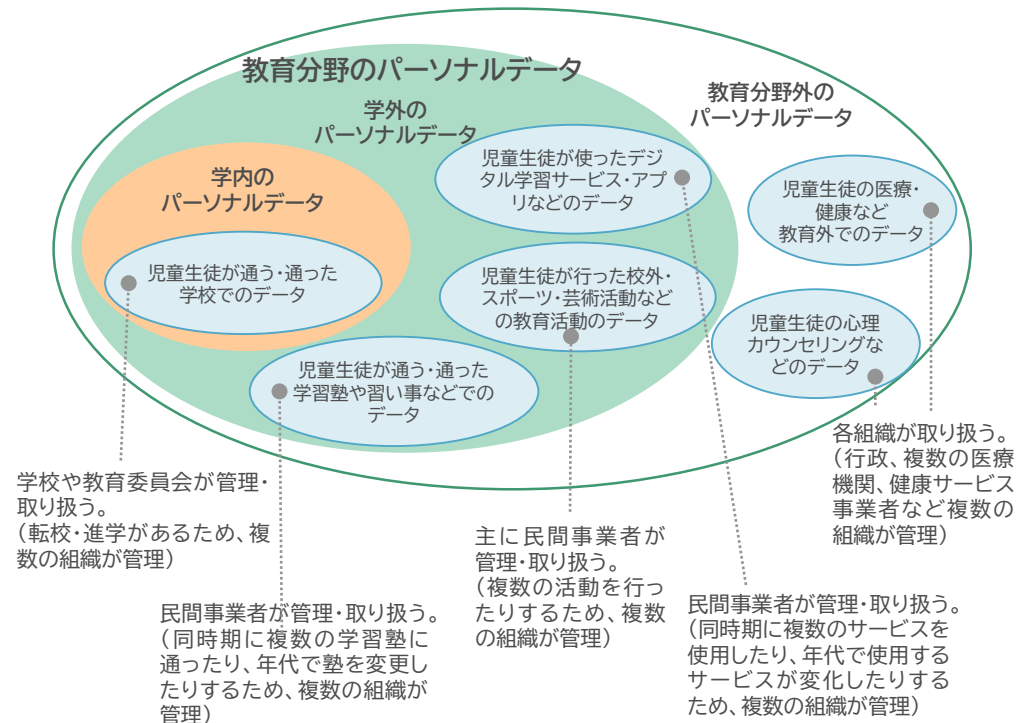 教育分野のパーソナルデータ
学外の
パーソナルデータ
教育分野外の
パーソナルデータ
学内の
パーソナルデータ
児童生徒が使ったデジ
タル学習サービス・アプ
リなどのデータ
児童生徒の医療・
健康など
教育外でのデータ
児童生徒が通う・通った
学校でのデータ
児童生徒が行った校外・
スポーツ・芸術活動など
の教育活動のデータ
児童生徒の心理
カウンセリングな
どのデータ
児童生徒が通う・通った
学習塾や習い事などでの
データ
各組織が取り扱う。
(行政、複数の医療
機関、健康サービス
事業者など複数の
組織が管理)
学校や教育委員会が管理・
取り扱う。
(転校・進学があるため、複
数の組織が管理)
主に民間事業者が
管理・取り扱う。
(複数の活動を行っ
たりするため、複数
の組織が管理)
民間事業者が管理・取り扱う。
(同時期に複数の学習塾に
通ったり、年代で塾を変更し
たりするため、複数の組織が
管理)
民間事業者が管理・取り扱う。
(同時期に複数のサービスを
使用したり、年代で使用する
サービスが変化したりする
ため、複数の組織が管理)